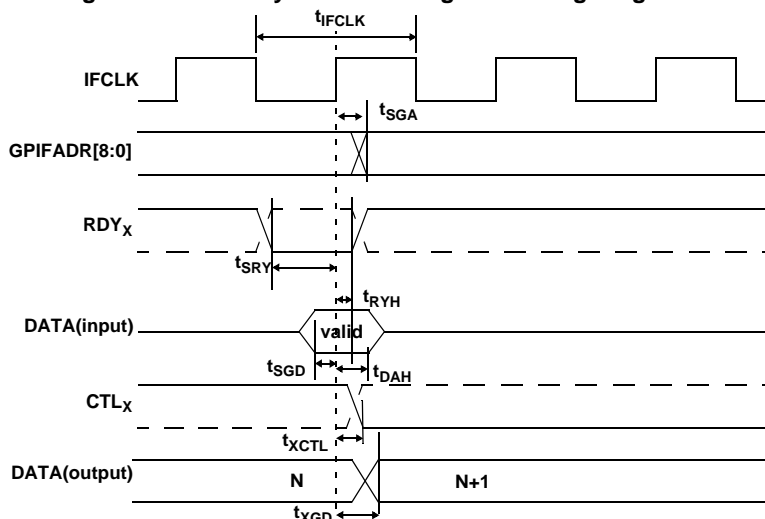 tIFCLK
IFCLK
tSGA
GPIFADR[8:0]
RDYX
tSRY
tRYH
DATA(input)
valid
tSGD
tDAH
CTLX
tXCTL
DATA(output)
N
N+1
tXGD